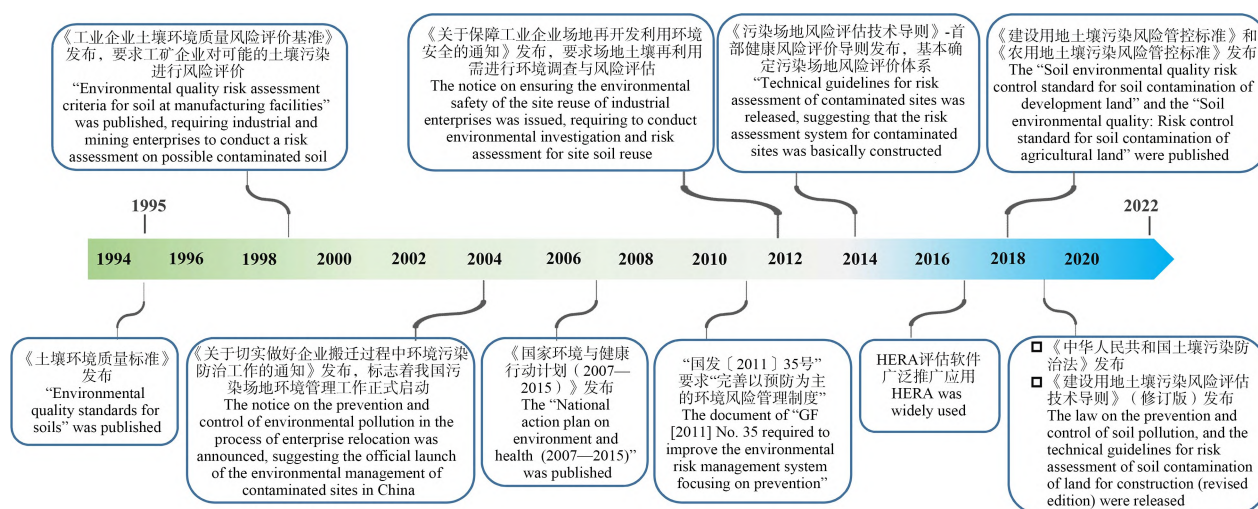 《工业企业土壤环境质量风险评价基准》
发布，要求工矿企业对可能的土壤污染
进行风险评价
“Environmental quality risk assessment
criteria for soil at manufacturing facilities”
was published, requiring industrial and
mining enterprises to conduct a risk
assessment on possible contaminated soil
《关于保障工业企业场地再开发利用环境
安全的通知》发布，要求场地土壤再利用
需进行环境调查与风险评估
The notice on ensuring the environmental
safety of the site reuse of industrial
enterprises was issued, requiring to conduct
environmental investigation and risk
assessment for site soil reuse
《污染场地风险评估技术导则》-首
部健康风险评价导则发布，基本确
定污染场地风险评价体系
“Technical guidelines for risk
assessment of contaminated sites was
released, suggesting that the risk
assessment system for contaminated
sites was basically constructed
《建设用地土壤污染风险管控标准》和
《农用地土壤污染风险管控标准》发布
The “Soil environmental quality risk
control standard for soil contamination of
development land” and the “Soil
environmental quality: Risk control
standard for soil contamination of
agricultural land” were published
1995
2022
1994 1996 1998 2000 2002 2004 2006 2008 2010 2012 2014 2016 2018 2020
《土壤环境质量标准》
发布
“Environmental
quality standards for
soils” was published
《关于切实做好企业搬迁过程中环境污染
防治工作的通知》发布，标志着我国污
染场地环境管理工作正式启动
The notice on the prevention and
control of environmental pollution in the
process of enterprise relocation was
announced, suggesting the official launch
of the environmental management of
contaminated sites in China
《国家环境与健康
行动计划（2007—
2015）》发布
The “National
action plan on
environment and
health (2007—2015)”
was published
“国发〔2011〕35号”
要求“完善以预防为主
的环境风险管理制度”
The document of “GF
[2011] No. 35 required to
improve the environmental
risk management system
focusing on prevention”
HERA评估软件
广泛推广应用
HERA was
widely used
《中华人民共和国土壤污染防
治法》发布
《建设用地土壤污染风险评估
技术导则》（修订版）发布
The law on the prevention and
control of soil pollution, and the
technical guidelines for risk
assessment of soil contamination
of land for construction (revised
edition) were released